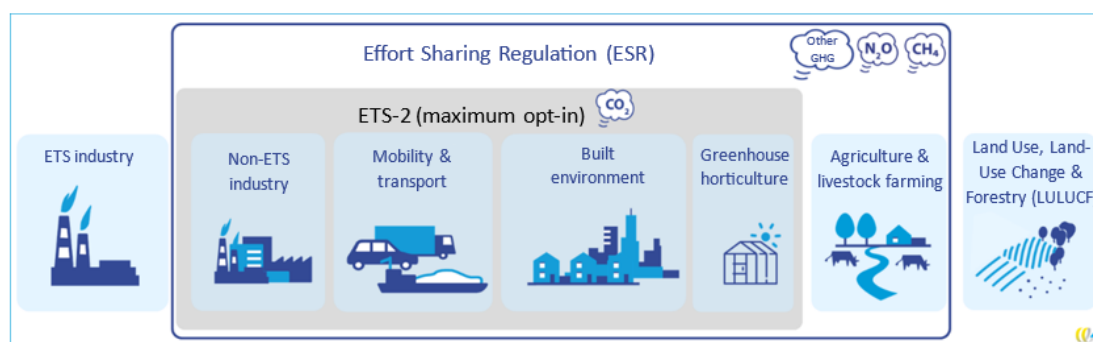 Effort Sharing Regulation (ESR)
Other
GHG
N₂O
CH₄
ETS-2 (maximum opt-in)
CO₂
ETS industry
Non-ETS
industry
Mobility &
transport
Built
environment
Greenhouse
horticulture
Agriculture &
livestock farming
Land Use, Land-
Use Change &
Forestry (LULUCF